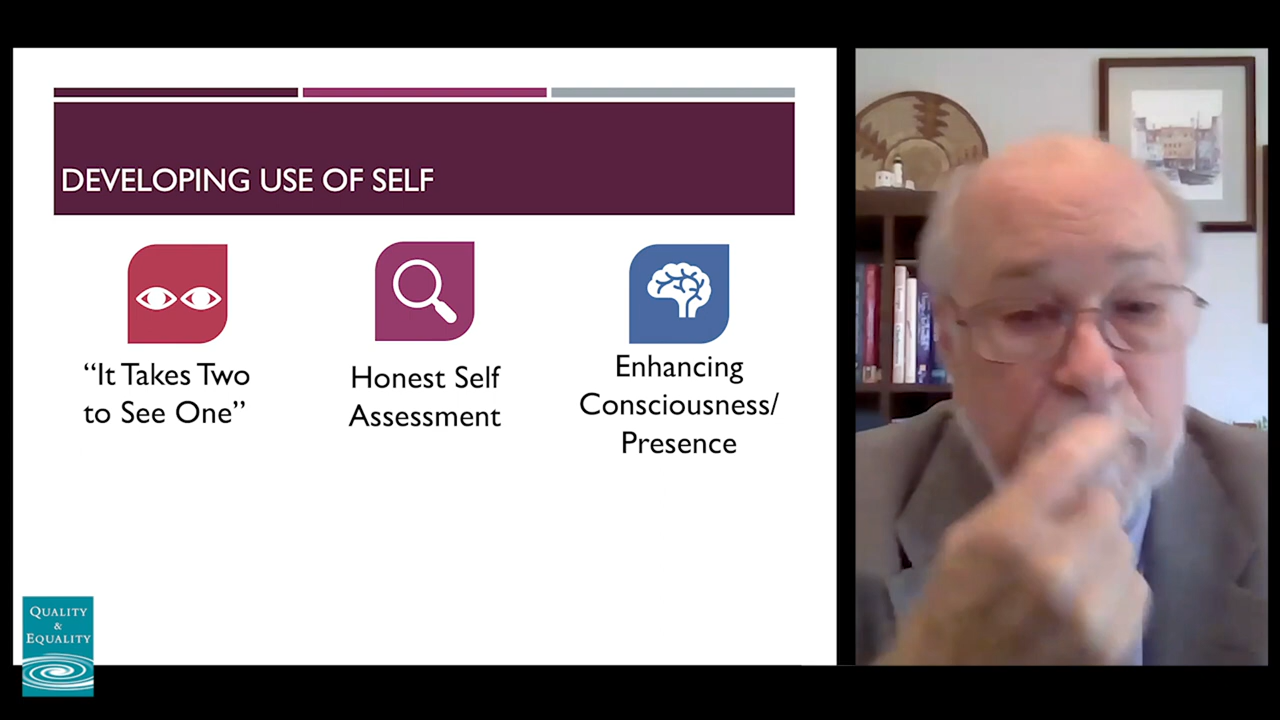 DEVELOPING USE OF SELF
“It Takes Two
to See One”
Honest Self
Assessment
Enhancing
Consciousness/
Presence
QUALITY
&
EQUALITY